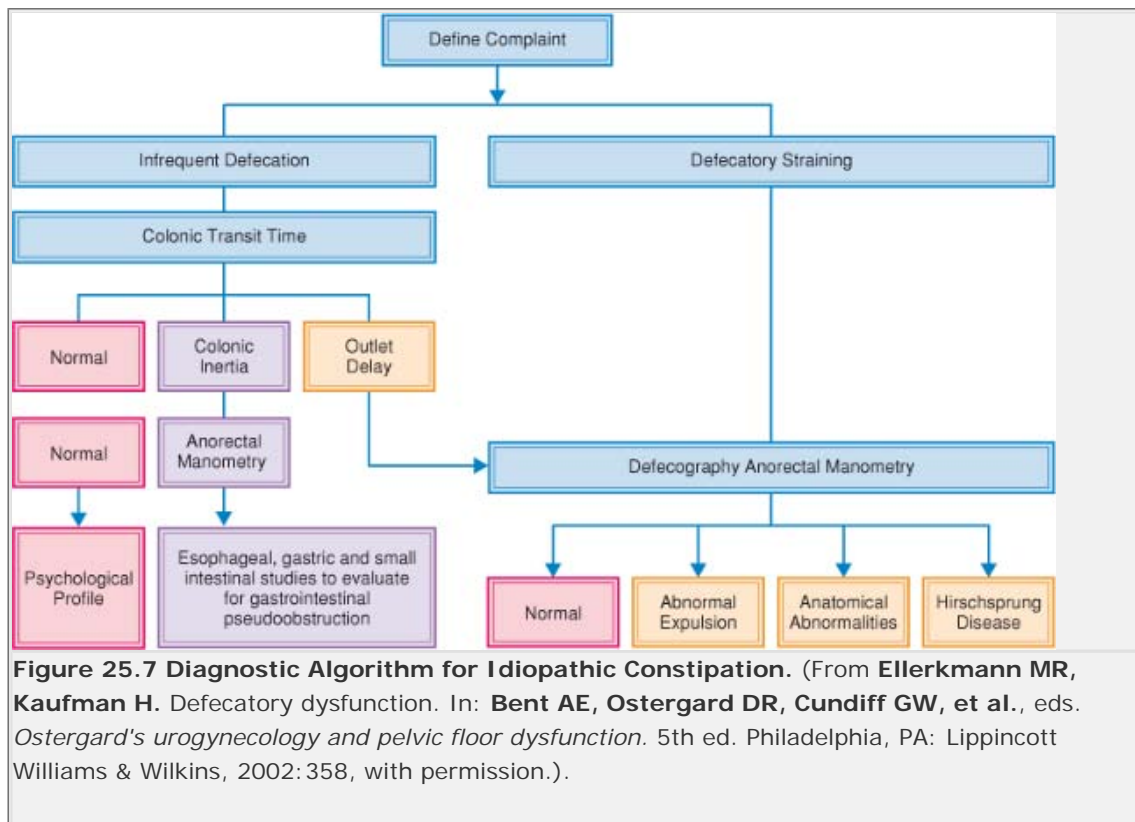 Define Complaint
Infrequent Defecation
Defecatory Straining
Colonic Transit Time
Normal
Colonic
Inertia
Outlet
Delay
Normal
Anorectal
Manometry
Defecography Anorectal Manometry
Psychological
Profile
Esophageal, gastric and small
intestinal studies to evaluate
for gastrointestinal
pseudoobstruction
Normal
Abnormal
Expulsion
Anatomical
Abnormalities
Hirschsprung
Disease
Figure 25.7 Diagnostic Algorithm for Idiopathic Constipation. (From Ellerkmann MR,
Kaufman H. Defecatory dysfunction. In: Bent AE, Ostergard DR, Cundiff GW, et al., eds.
Ostergard's urogynecology and pelvic floor dysfunction. 5th ed. Philadelphia, PA: Lippincott
Williams & Wilkins, 2002:358, with permission.).